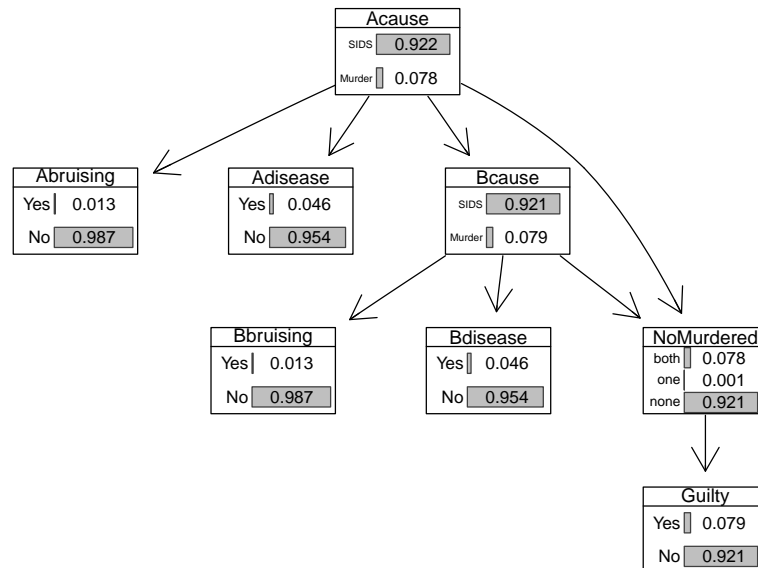 Acause
SIDS 0.922
Murder 0.078
Abruising
Yes 0.013
No 0.987
Adisease
Yes 0.046
No 0.954
Bcause
SIDS 0.921
Murder 0.079
Bbruising
Yes 0.013
No 0.987
Bdisease
Yes 0.046
No 0.954
NoMurdered
both 0.078
one 0.001
none 0.921
Guilty
Yes 0.079
No 0.921